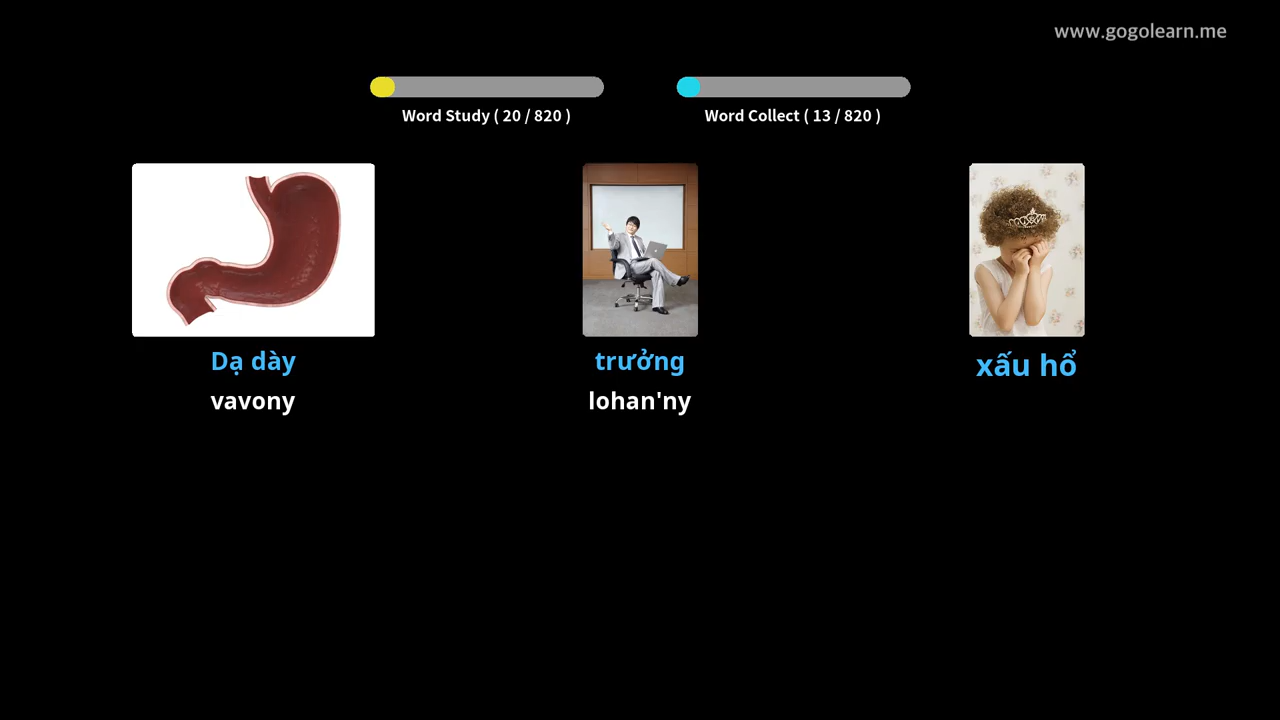 www.gogolearn.me
Word Study ( 20 / 820 )
Word Collect ( 13 / 820 )
Dạ dày
vavony
trưởng
lohan'ny
xấu hổ